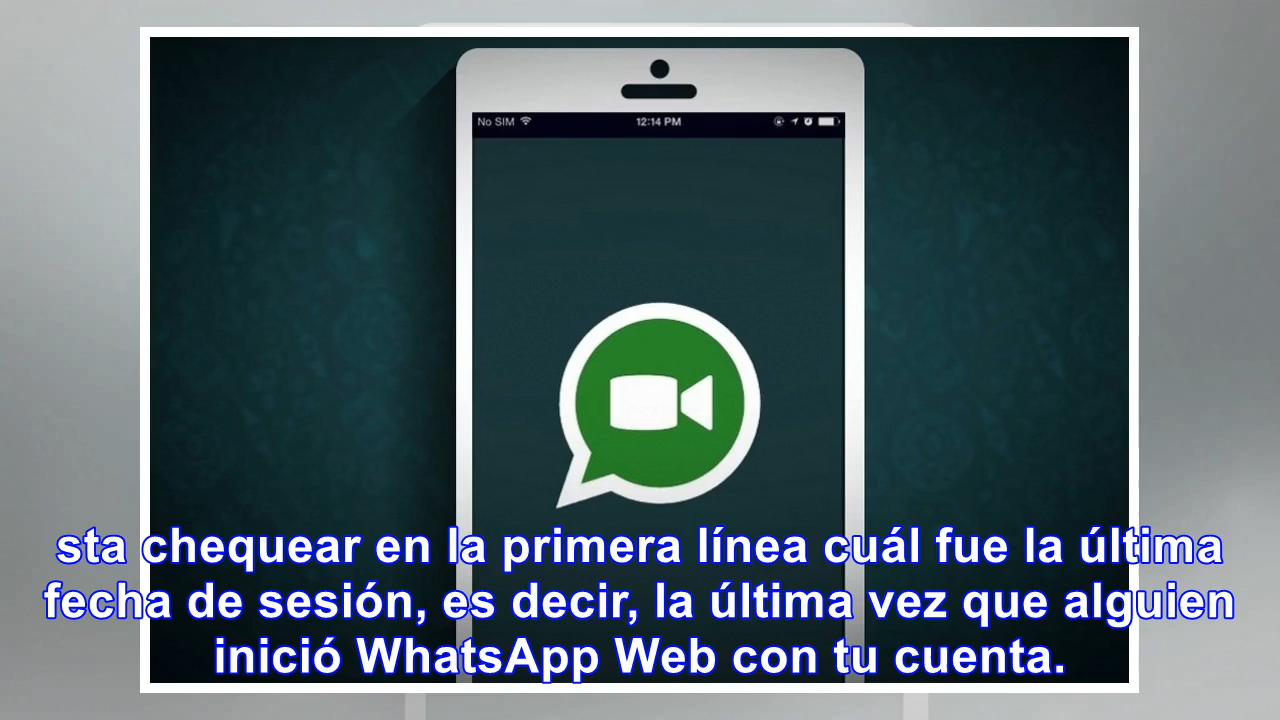 No SIM
12:14 PM
sta chequear en la primera línea cuál fue la última
fecha de sesión, es decir, la última vez que alguien
inició WhatsApp Web con tu cuenta.